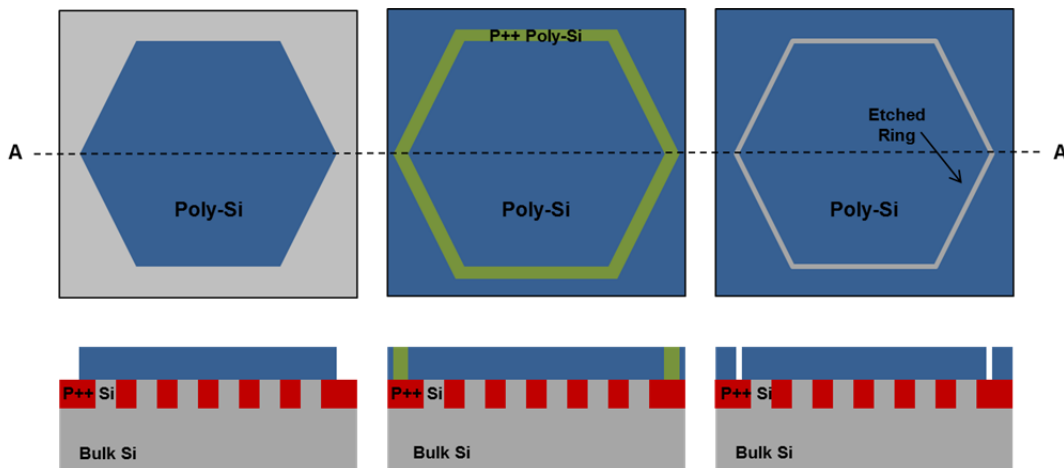 P++ Poly-Si
Etched
Ring
A
A
Poly-Si
Poly-Si
Poly-Si
P++ Si
P++ Si
P++ Si
Bulk Si
Bulk Si
Bulk Si